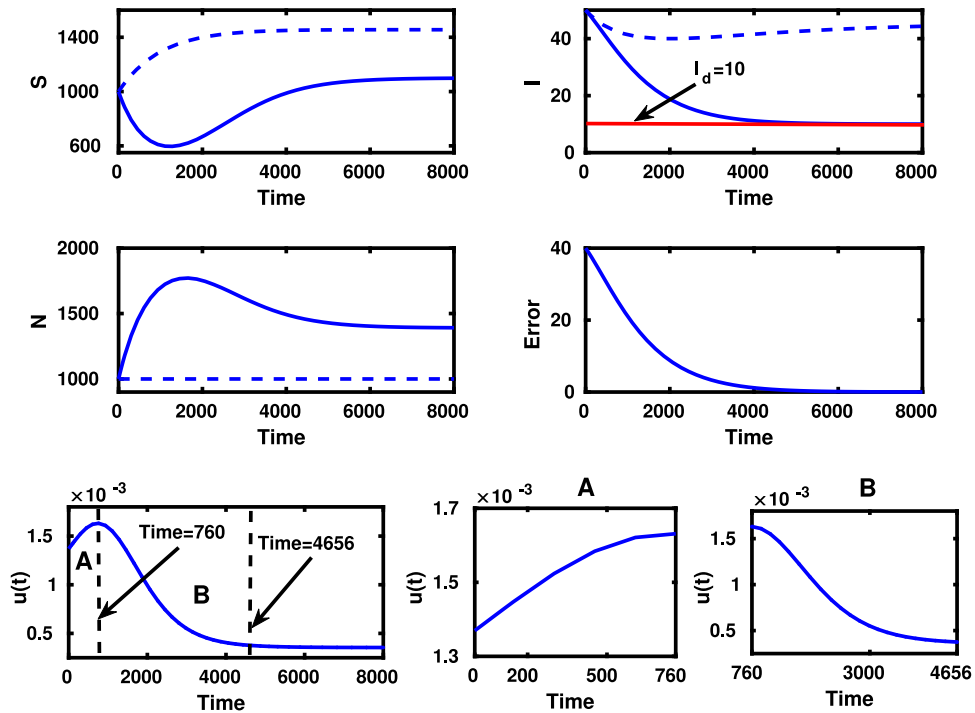 S
1400
1000
600
0 2000 4000 6000 8000
Time
I
40
20
0
I_d=10
0 2000 4000 6000 8000
Time
N
2000
1500
1000
0 2000 4000 6000 8000
Time
Error
40
20
0
0 2000 4000 6000 8000
Time
×10 -3
u(t)
1.5
1
0.5
A
Time=760
B
Time=4656
0 2000 4000 6000 8000
Time
A
×10 -3
u(t)
1.7
1.5
1.3
0 200 500 760
Time
B
×10 -3
u(t)
1.5
1
0.5
760 3000 4656
Time